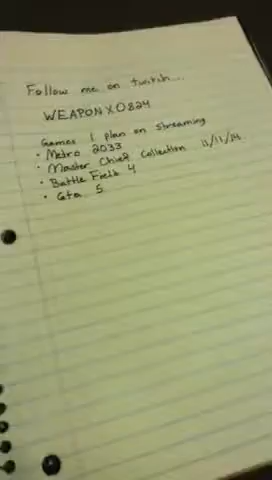 Follow me on twitch...
WEAPONX0824
Games I plan on streaming
• Metro 2033
• Master Chief Collection 11/11/14
• Battle Field 4
• Gta 5